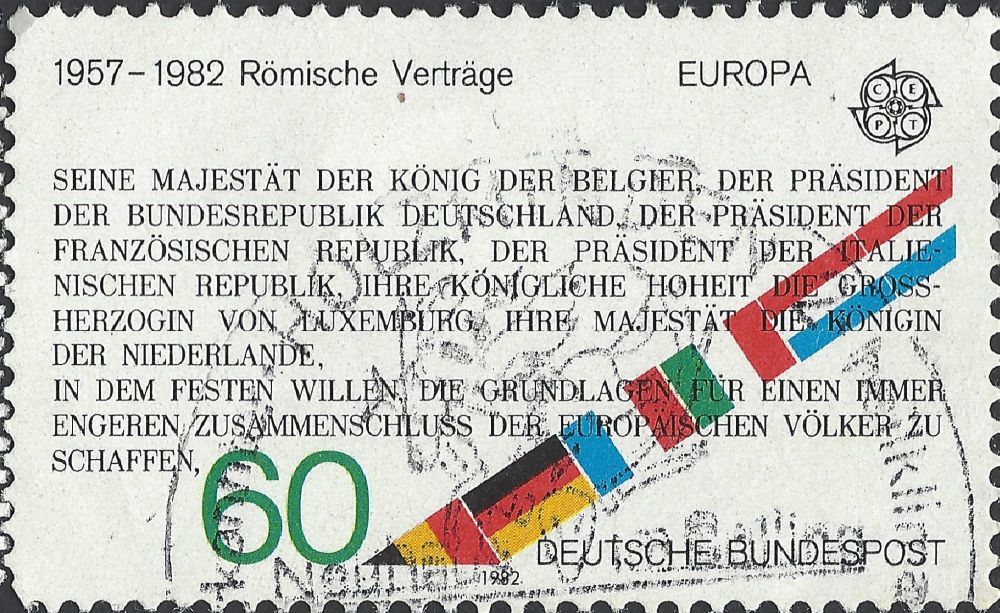 1957–1982 Römische Verträge
EUROPA
CEPT
SEINE MAJESTÄT DER KÖNIG DER BELGIER, DER PRÄSIDENT
DER BUNDESREPUBLIK DEUTSCHLAND, DER PRÄSIDENT DER
FRANZÖSISCHEN REPUBLIK, DER PRÄSIDENT DER ITALIE-
NISCHEN REPUBLIK, IHRE KÖNIGLICHE HOHEIT DIE GROSS-
HERZOGIN VON LUXEMBURG, IHRE MAJESTÄT DIE KÖNIGIN
DER NIEDERLANDE,
IN DEM FESTEN WILLEN, DIE GRUNDLAGEN FÜR EINEN IMMER
ENGEREN ZUSAMMENSCHLUSS DER EUROPÄISCHEN VÖLKER ZU
SCHAFFEN,
60
DEUTSCHE BUNDESPOST
1982